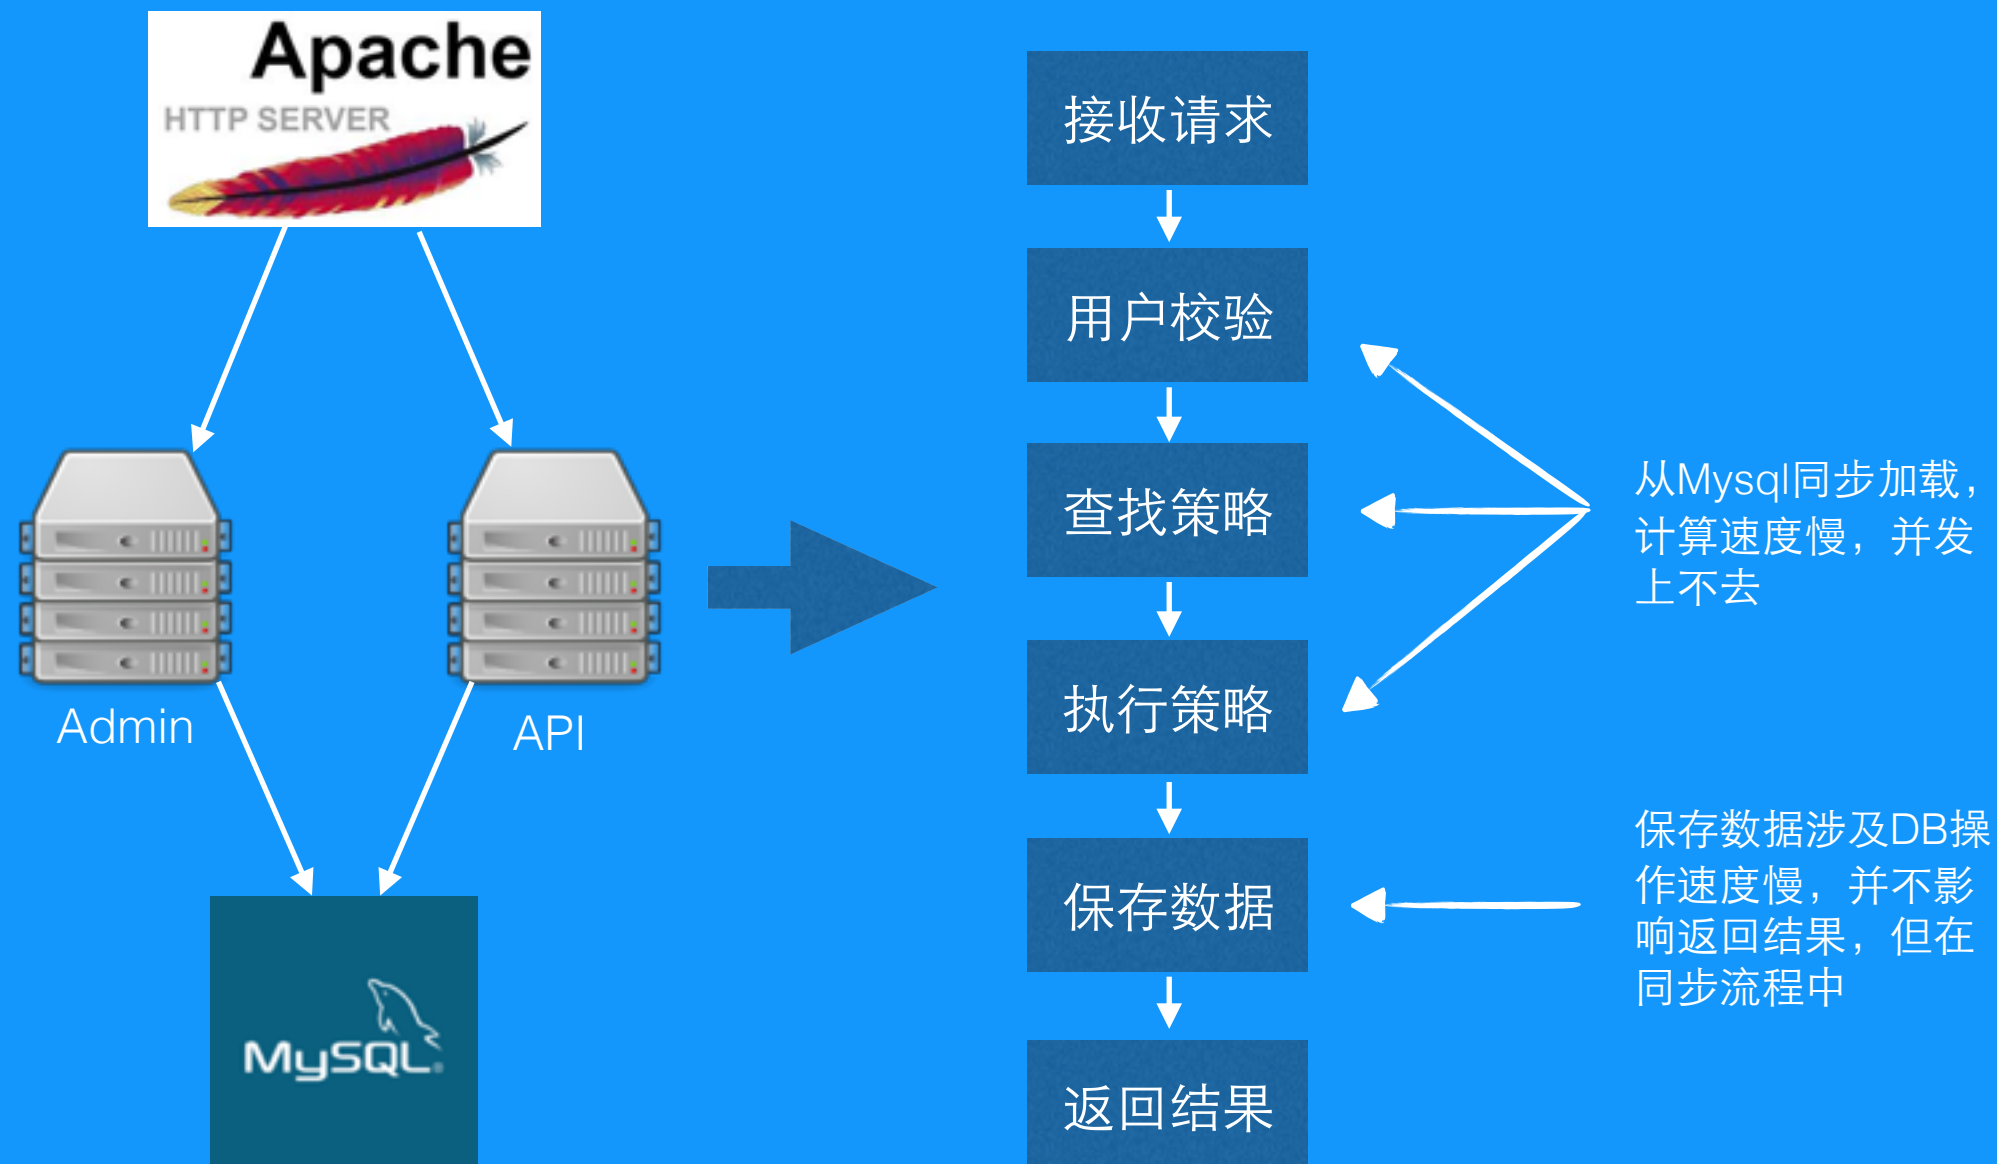 Apache
HTTP SERVER
Admin
API
MySQL®
接收请求
用户校验
查找策略
执行策略
保存数据
返回结果
从Mysql同步加载，
计算速度慢，并发
上不去
保存数据涉及DB操
作速度慢，并不影
响返回结果，但在
同步流程中